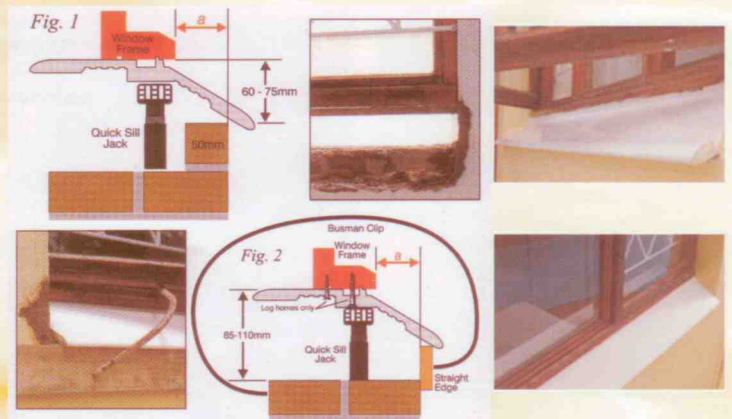 Fig. 1
a
Window
Frame
60 - 75mm
Quick Sill
Jack
50mm
Busman Clip
Fig. 2
Window
Frame
a
Log homes only
85-110mm
Quick Sill
Jack
Straight
Edge